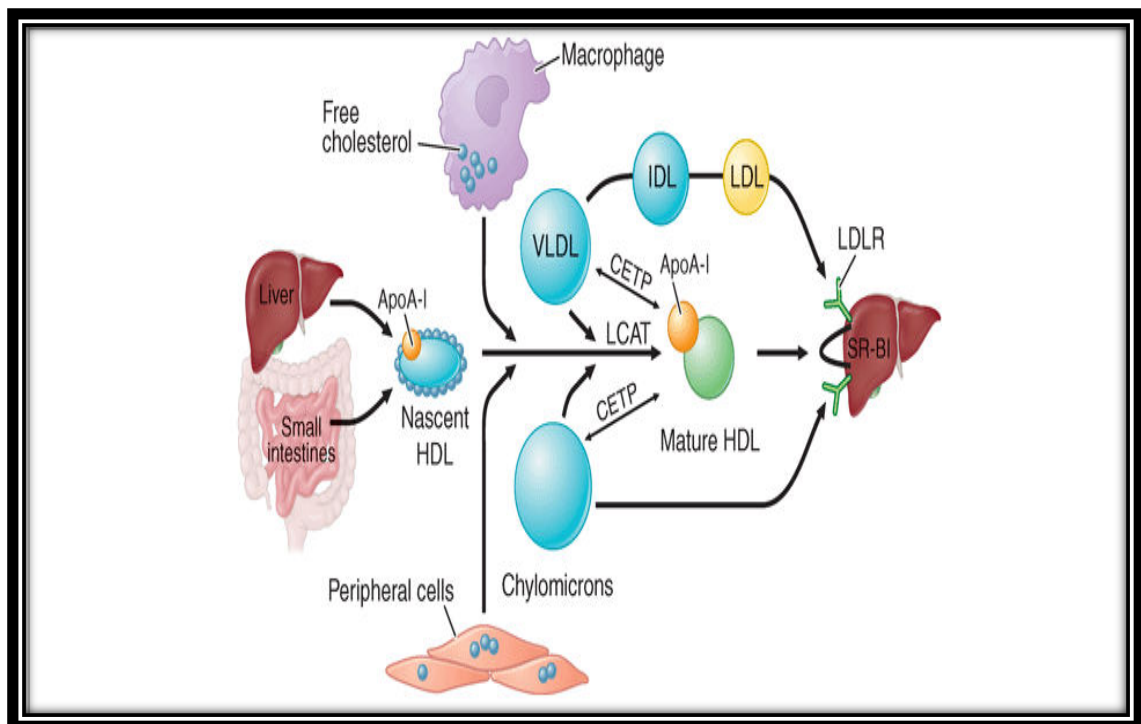 Macrophage
Free
cholesterol
IDL
LDL
VLDL
LDLR
CETP
ApoA-I
Liver
ApoA-I
LCAT
SR-BI
Small
intestines
Nascent
HDL
CETP
Mature HDL
Peripheral cells
Chylomicrons